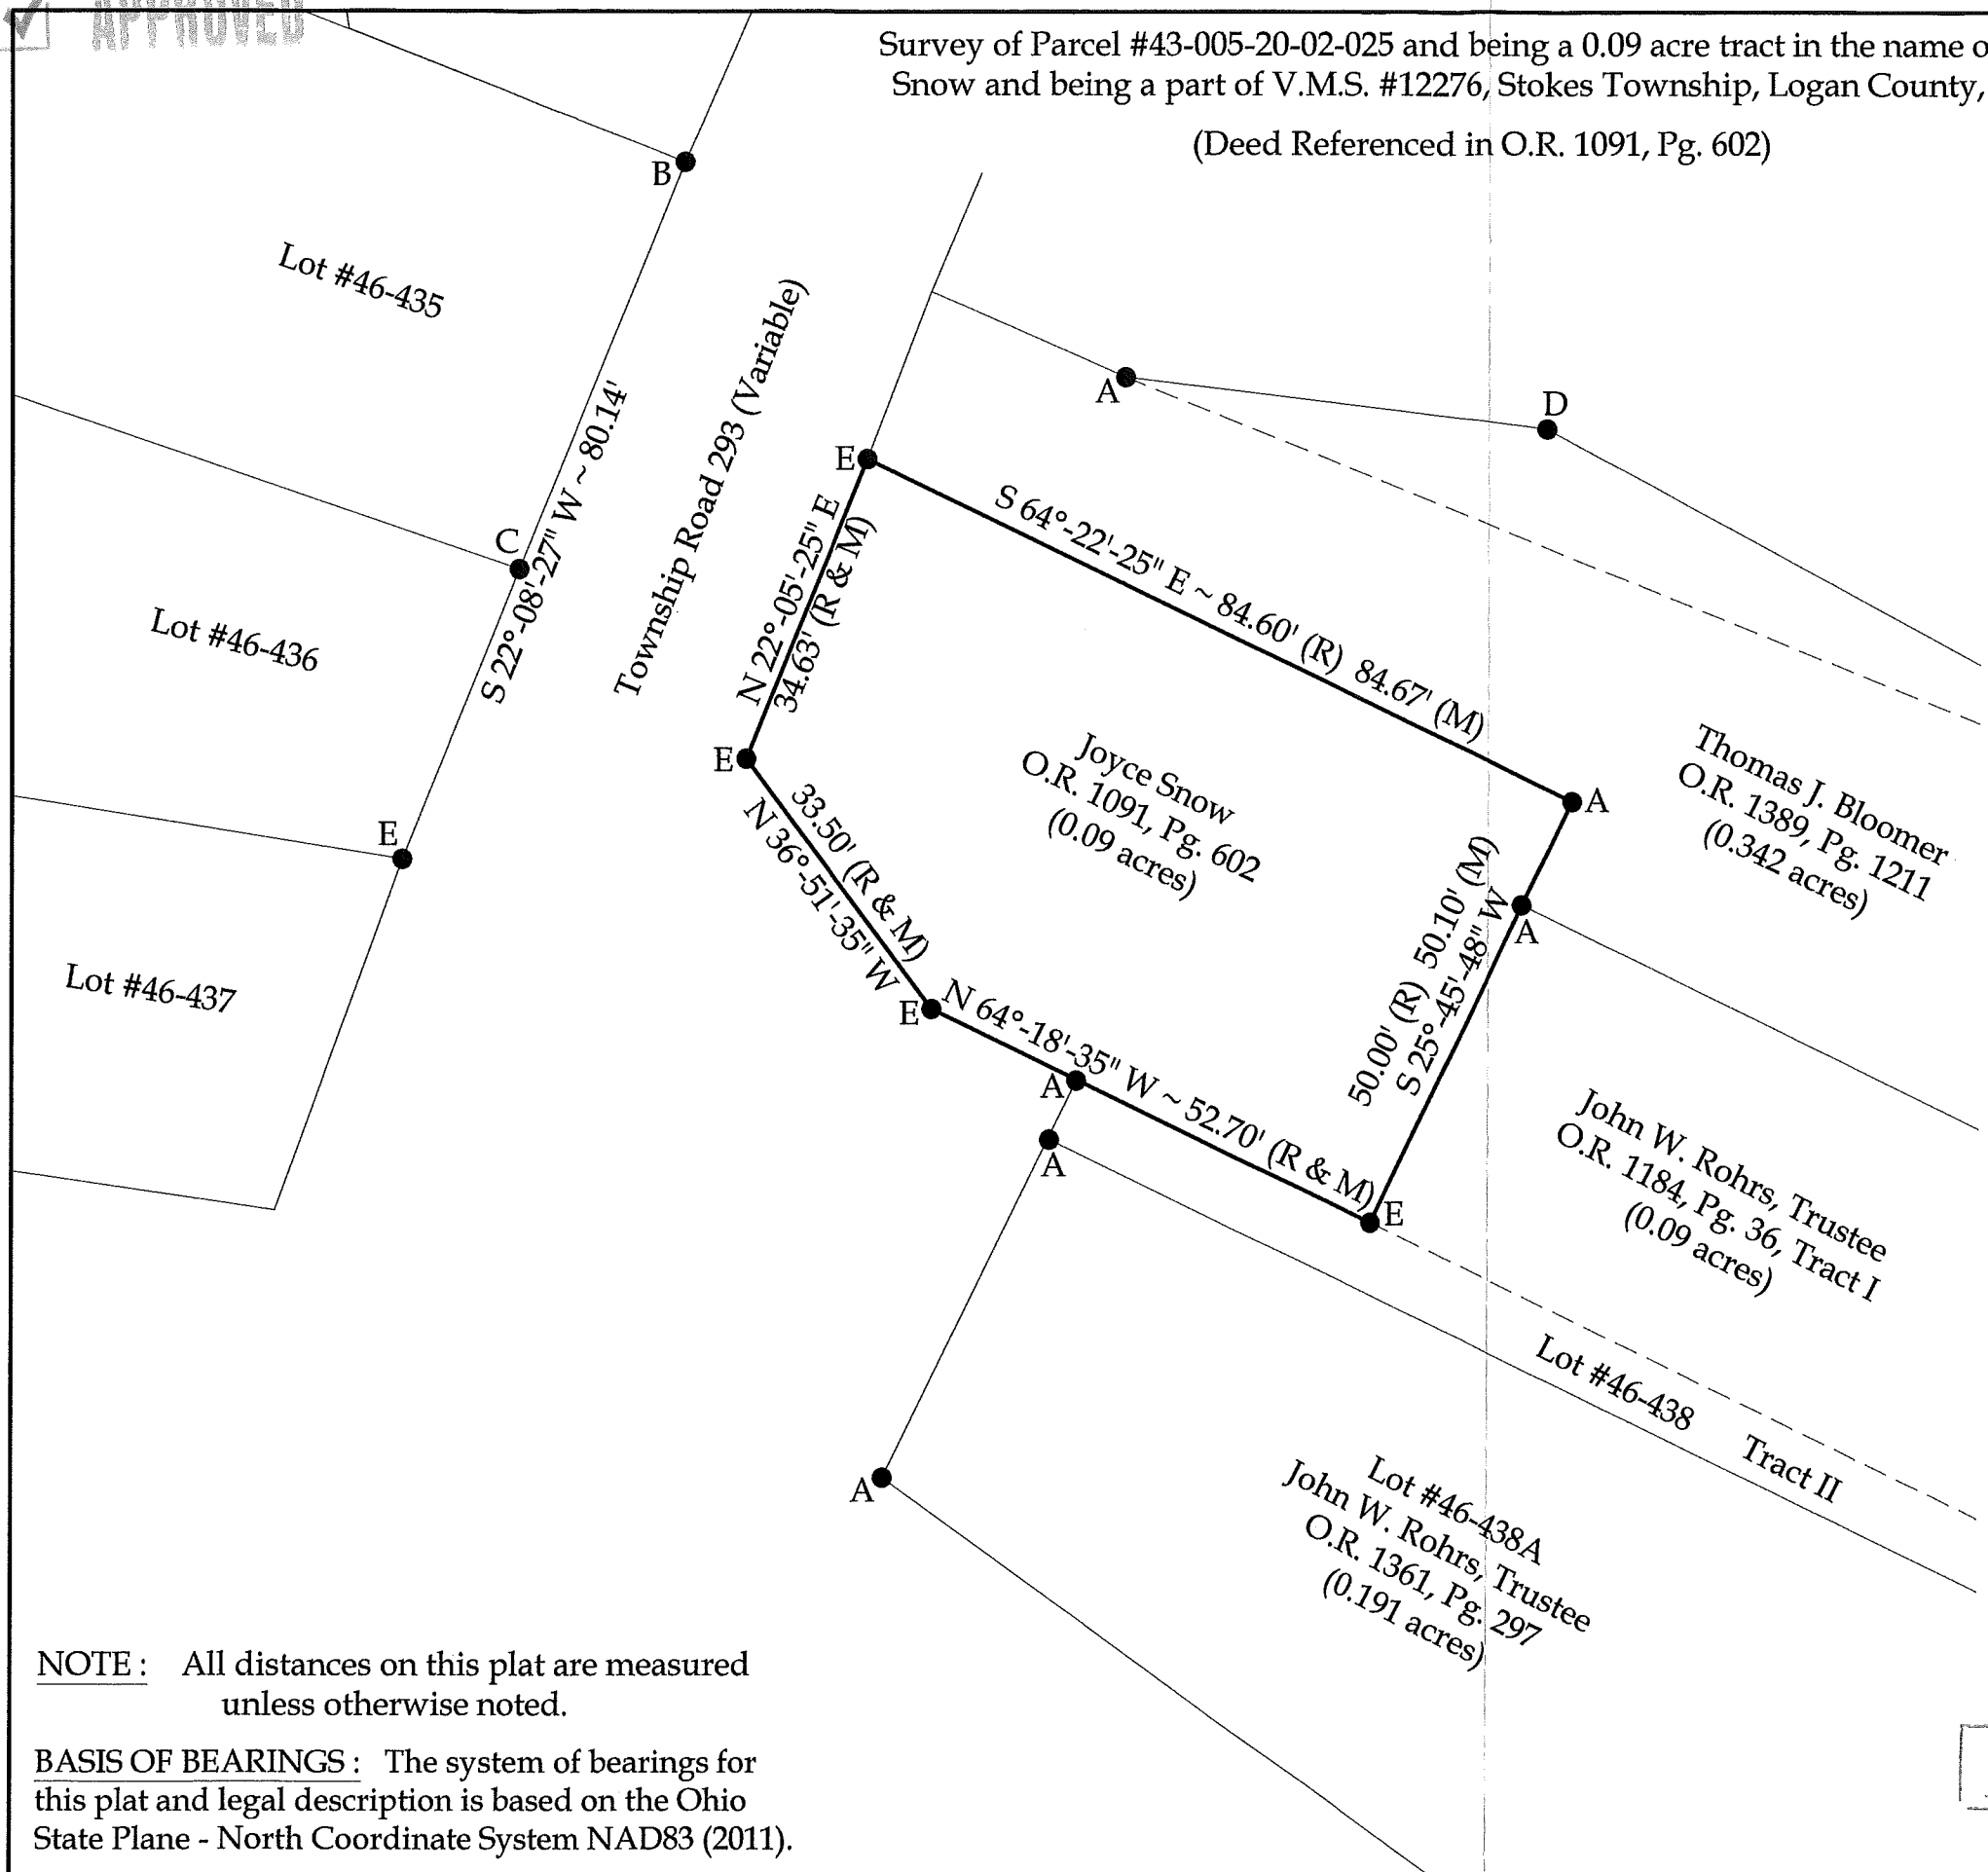 APPROVED
Survey of Parcel #43-005-20-02-025 and being a 0.09 acre tract in the name
Snow and being a part of V.M.S. #12276, Stokes Township, Logan County,
(Deed Referenced in O.R. 1091, Pg. 602)
B
Lot #46-435
A
D
Township Road 293 (Variable)
S 22°-08'-27" W ~ 80.14'
C
E
N 22°-05'-25" E
34.63' (R & M)
S 64°-22'-25" E ~ 84.60' (R) 84.67' (M)
Lot #46-436
E
Joyce Snow
O.R. 1091, Pg. 602
(0.09 acres)
A
Thomas J. Bloomer
O.R. 1389, Pg. 1211
(0.342 acres)
E
33.50' (R & M)
N 36°-51'-35" W
50.00' (R) 50.10' (M)
S 25°-45'-48" W
A
Lot #46-437
E
N 64°-18'-35" W ~ 52.70' (R & M)
A
A
E
John W. Rohrs, Trustee
O.R. 1184, Pg. 36, Tract I
(0.09 acres)
Lot #46-438 Tract II
A
Lot #46-438A
John W. Rohrs, Trustee
O.R. 1361, Pg. 297
(0.191 acres)
NOTE : All distances on this plat are measured
unless otherwise noted.
BASIS OF BEARINGS : The system of bearings for
this plat and legal description is based on the Ohio
State Plane - North Coordinate System NAD83 (2011).